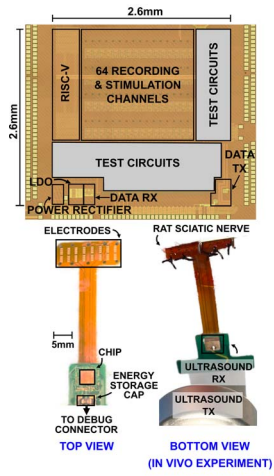 2.6mm
2.6mm
RISC-V
64 RECORDING
& STIMULATION
CHANNELS
TEST CIRCUITS
TEST CIRCUITS
DATA
TX
LDO
DATA RX
POWER RECTIFIER
ELECTRODES
RAT SCIATIC NERVE
5mm
CHIP
ENERGY
STORAGE
CAP
TO DEBUG
CONNECTOR
TOP VIEW
ULTRASOUND
RX
ULTRASOUND
TX
BOTTOM VIEW
(IN VIVO EXPERIMENT)